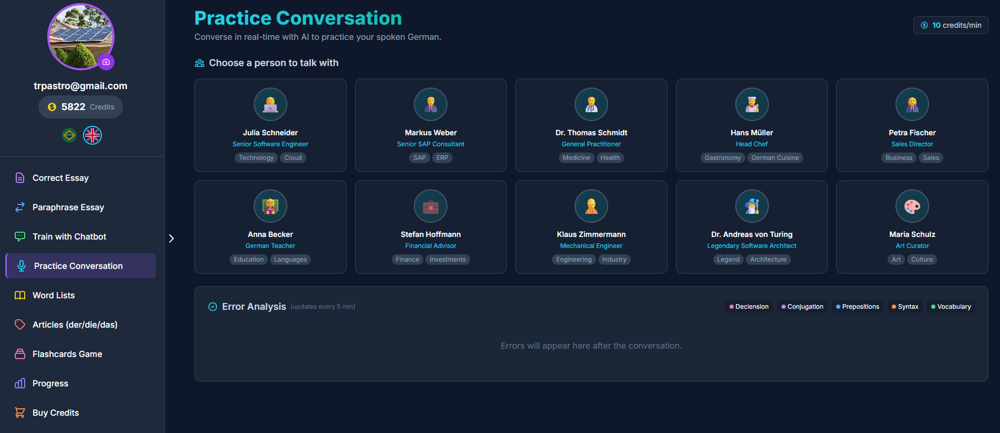 trpastro@gmail.com
5822 Credits
Correct Essay
Paraphrase Essay
Train with Chatbot
Practice Conversation
Word Lists
Articles (der/die/das)
Flashcards Game
Progress
Buy Credits
Practice Conversation
Converse in real-time with AI to practice your spoken German.
10 credits/min
Choose a person to talk with
Julia Schneider
Senior Software Engineer
Technology Cloud
Markus Weber
Senior SAP Consultant
SAP ERP
Dr. Thomas Schmidt
General Practitioner
Medicine Health
Hans Müller
Head Chef
Gastronomy German Cuisine
Petra Fischer
Sales Director
Business Sales
Anna Becker
German Teacher
Education Languages
Stefan Hoffmann
Financial Advisor
Finance Investments
Klaus Zimmermann
Mechanical Engineer
Engineering Industry
Dr. Andreas von Turing
Legendary Software Architect
Legend Architecture
Maria Schulz
Art Curator
Art Culture
Error Analysis (updates every 5 min)
Declension Conjugation Prepositions Syntax Vocabulary
Errors will appear here after the conversation.